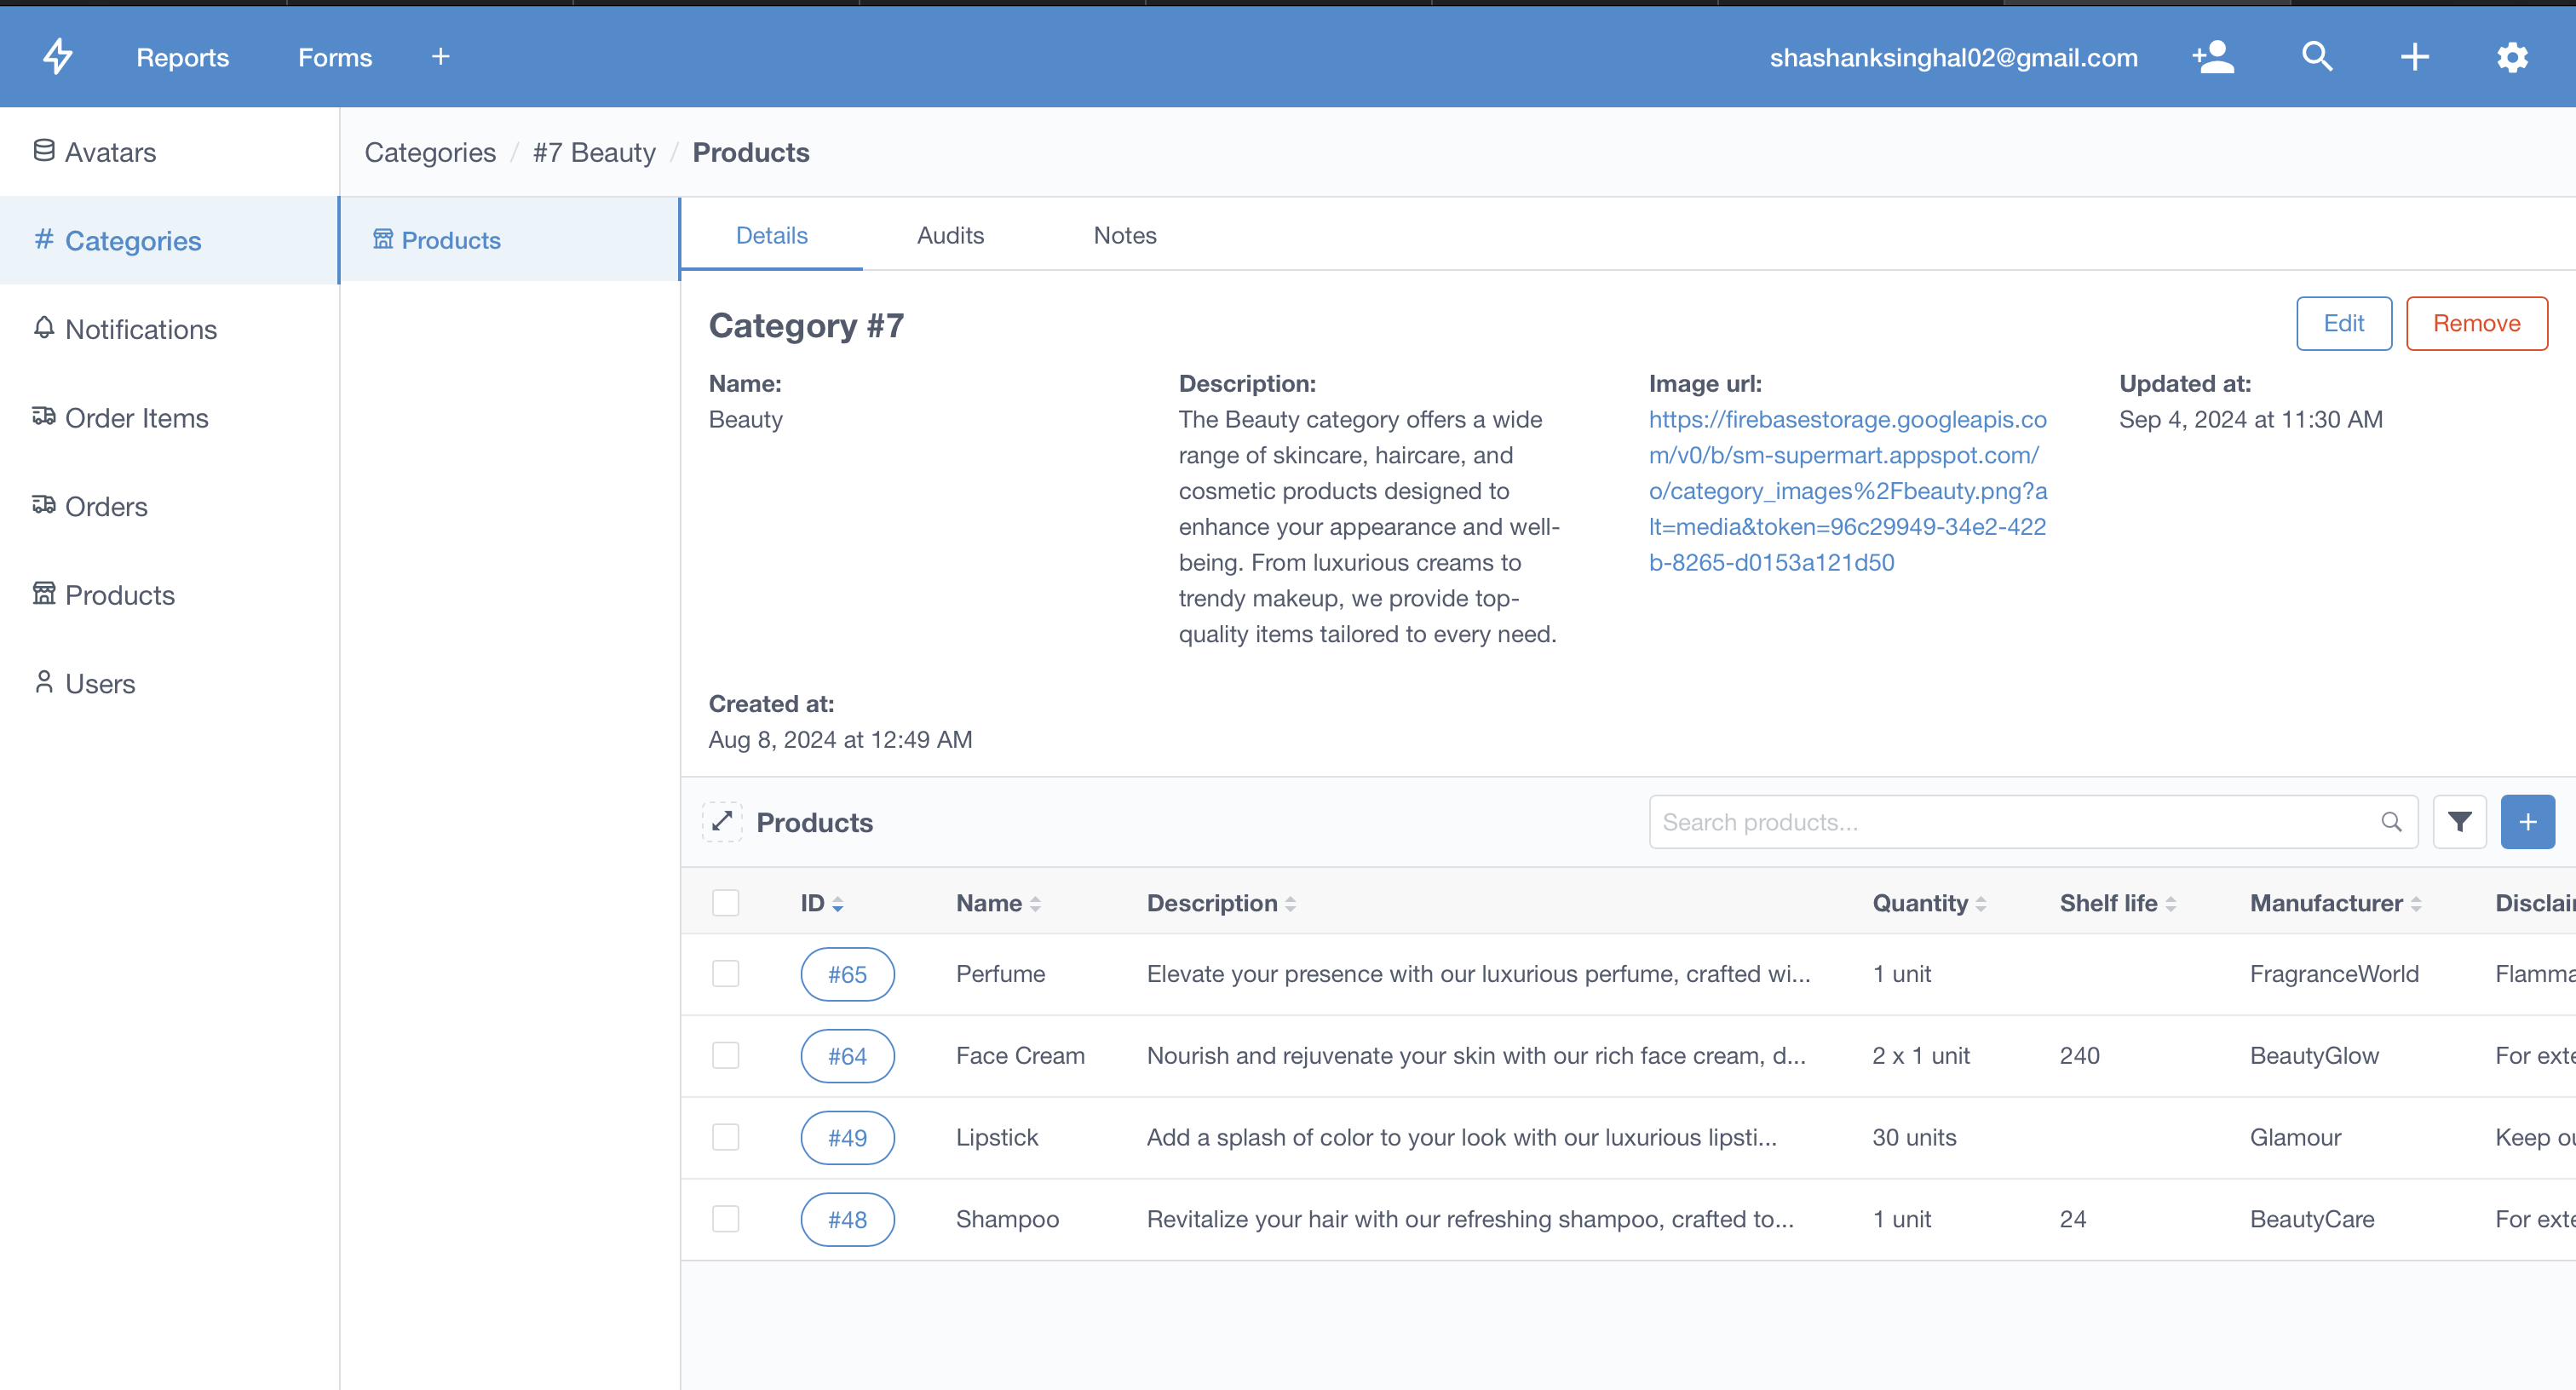 Reports Forms + shashanksinghal02@gmail.com
Avatars
Categories
Notifications
Order Items
Orders
Products
Users
Categories / #7 Beauty / Products
Products
Details Audits Notes
Category #7
Edit Remove
Name:
Beauty
Description:
The Beauty category offers a wide
range of skincare, haircare, and
cosmetic products designed to
enhance your appearance and well-
being. From luxurious creams to
trendy makeup, we provide top-
quality items tailored to every need.
Image url:
https://firebasestorage.googleapis.co
m/v0/b/sm-supermart.appspot.com/
o/category_images%2Fbeauty.png?a
lt=media&token=96c29949-34e2-422
b-8265-d0153a121d50
Updated at:
Sep 4, 2024 at 11:30 AM
Created at:
Aug 8, 2024 at 12:49 AM
Products
Search products...
ID Name Description Quantity Shelf life Manufacturer Disclai
#65 Perfume Elevate your presence with our luxurious perfume, crafted wi... 1 unit FragranceWorld Flamma
#64 Face Cream Nourish and rejuvenate your skin with our rich face cream, d... 2 x 1 unit 240 BeautyGlow For exte
#49 Lipstick Add a splash of color to your look with our luxurious lipsti... 30 units Glamour Keep ou
#48 Shampoo Revitalize your hair with our refreshing shampoo, crafted to... 1 unit 24 BeautyCare For exte